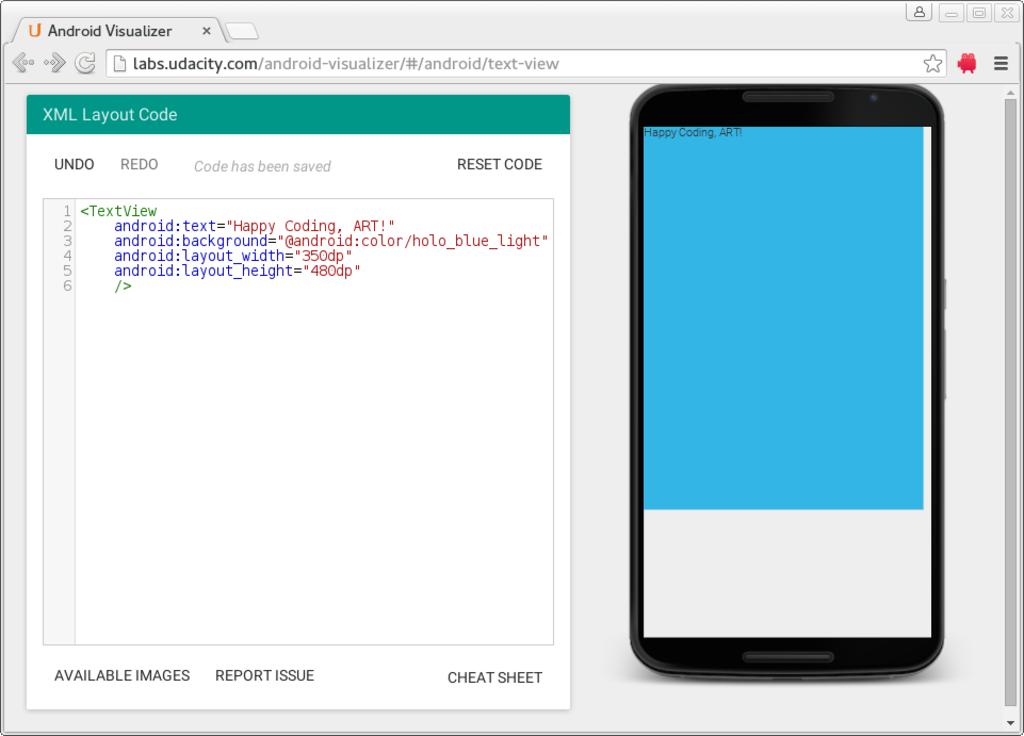 Android Visualizer
labs.udacity.com/android-visualizer/#/android/text-view
XML Layout Code
UNDO REDO Code has been saved RESET CODE
1 <TextView
2 android:text="Happy Coding, ART!"
3 android:background="@android:color/holo_blue_light"
4 android:layout_width="350dp"
5 android:layout_height="480dp"
6 />
AVAILABLE IMAGES REPORT ISSUE CHEAT SHEET
Happy Coding, ART!